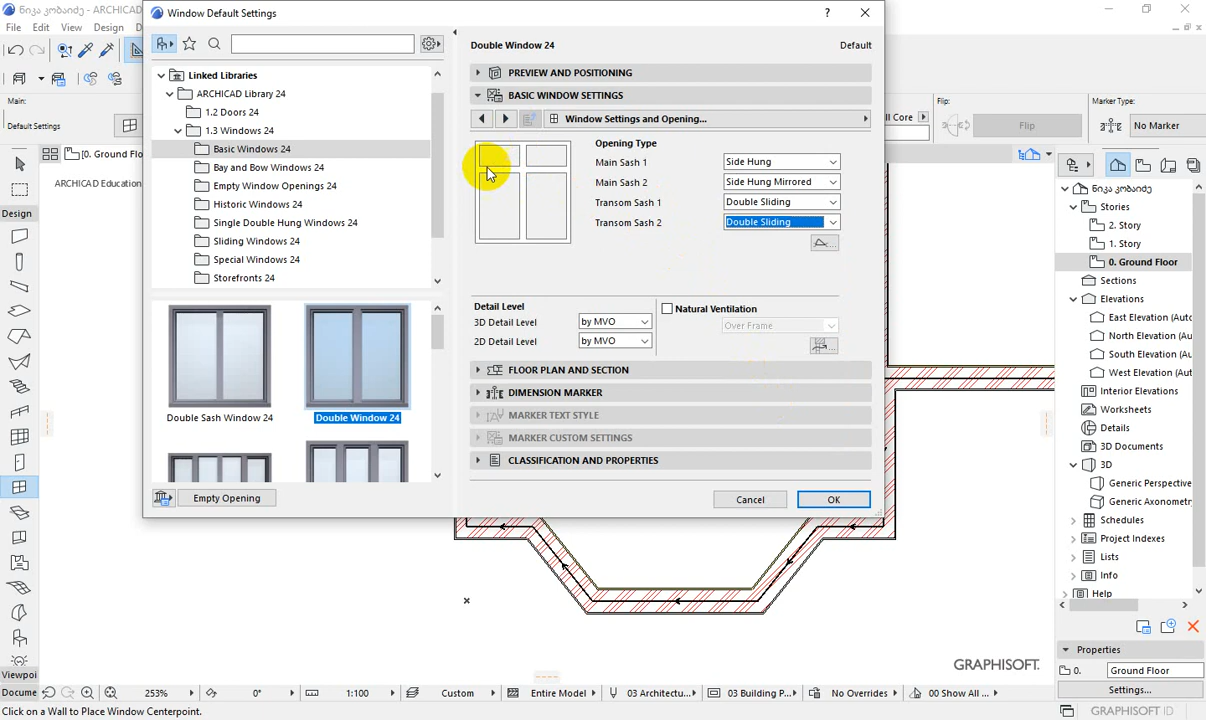 ნიკა კობაიძე - ARCHICAD
File Edit View Design
Window Default Settings
?
Main:
Default Settings
[0. Ground Flo
ARCHICAD Education
Linked Libraries
ARCHICAD Library 24
1.2 Doors 24
1.3 Windows 24
Basic Windows 24
Bay and Bow Windows 24
Empty Window Openings 24
Historic Windows 24
Single Double Hung Windows 24
Sliding Windows 24
Special Windows 24
Storefronts 24
Double Sash Window 24
Double Window 24
Empty Opening
Double Window 24
Default
PREVIEW AND POSITIONING
BASIC WINDOW SETTINGS
Window Settings and Opening...
Opening Type
Main Sash 1 Side Hung
Main Sash 2 Side Hung Mirrored
Transom Sash 1 Double Sliding
Transom Sash 2 Double Sliding
Detail Level
3D Detail Level by MVO
2D Detail Level by MVO
Natural Ventilation
Over Frame
FLOOR PLAN AND SECTION
DIMENSION MARKER
MARKER TEXT STYLE
MARKER CUSTOM SETTINGS
CLASSIFICATION AND PROPERTIES
Cancel
OK
Core
Flip:
Flip
Marker Type:
No Marker
Design
Viewpoi
Docume
ნიკა კობაიძე
Stories
2. Story
1. Story
0. Ground Floor
Sections
Elevations
East Elevation (Auto
North Elevation (Au
South Elevation (Au
West Elevation (Aut
Interior Elevations
Worksheets
Details
3D Documents
3D
Generic Perspective
Generic Axonometr
Schedules
Project Indexes
Lists
Info
Help
Properties
0. Ground Floor
Settings...
GRAPHISOFT.
253% 0° 1:100 Custom Entire Model 03 Architectu... 03 Building P... No Overrides 00 Show All ...
Click on a Wall to Place Window Centerpoint.
GRAPHISOFT ID